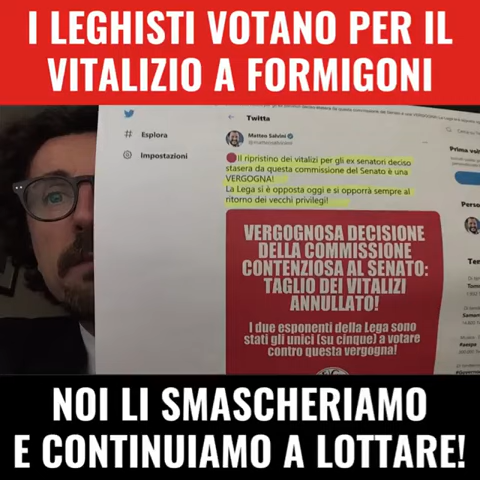 I LEGHISTI VOTANO PER IL
VITALIZIO A FORMIGONI
Twitta
# Esplora
Impostazioni
Matteo Salvini
@matteosalvinimi
Il ripristino dei vitalizi per gli ex senatori deciso
stasera da questa commissione del Senato è una
VERGOGNA!
La Lega si è opposta oggi e si opporrà sempre al
ritorno dei vecchi privilegi!
Prima volt
VERGOGNOSA DECISIONE
DELLA COMMISSIONE
CONTENZIOSA AL SENATO:
TAGLIO DEI VITALIZI
ANNULLATO!
I due esponenti della Lega sono
stati gli unici (su cinque) a votare
contro questa vergogna!
NOI LI SMASCHERIAMO
E CONTINUIAMO A LOTTARE!